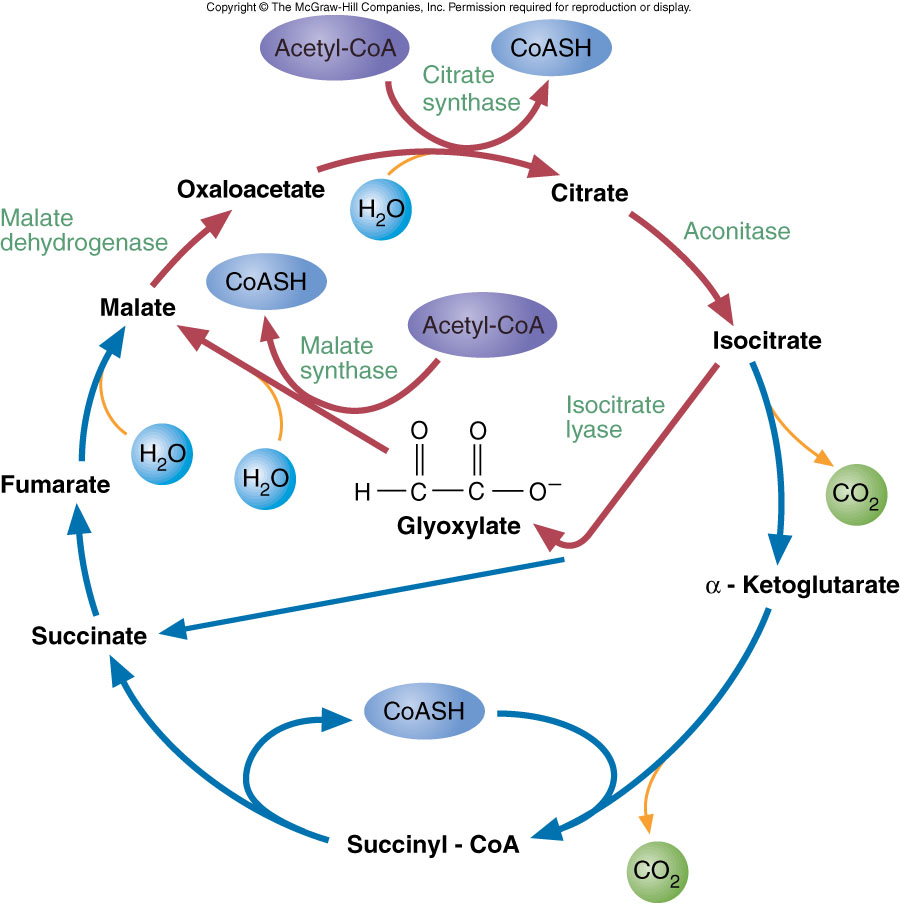 Copyright © The McGraw-Hill Companies, Inc. Permission required for reproduction or display.
Acetyl-CoA
CoASH
Citrate
synthase
Oxaloacetate
H₂O
Citrate
Malate
dehydrogenase
Aconitase
CoASH
Malate
Acetyl-CoA
Isocitrate
Malate
synthase
Isocitrate
lyase
O O
H₂O
H₂O
H—C—C—O⁻
CO₂
Fumarate
Glyoxylate
α - Ketoglutarate
Succinate
CoASH
Succinyl - CoA
CO₂